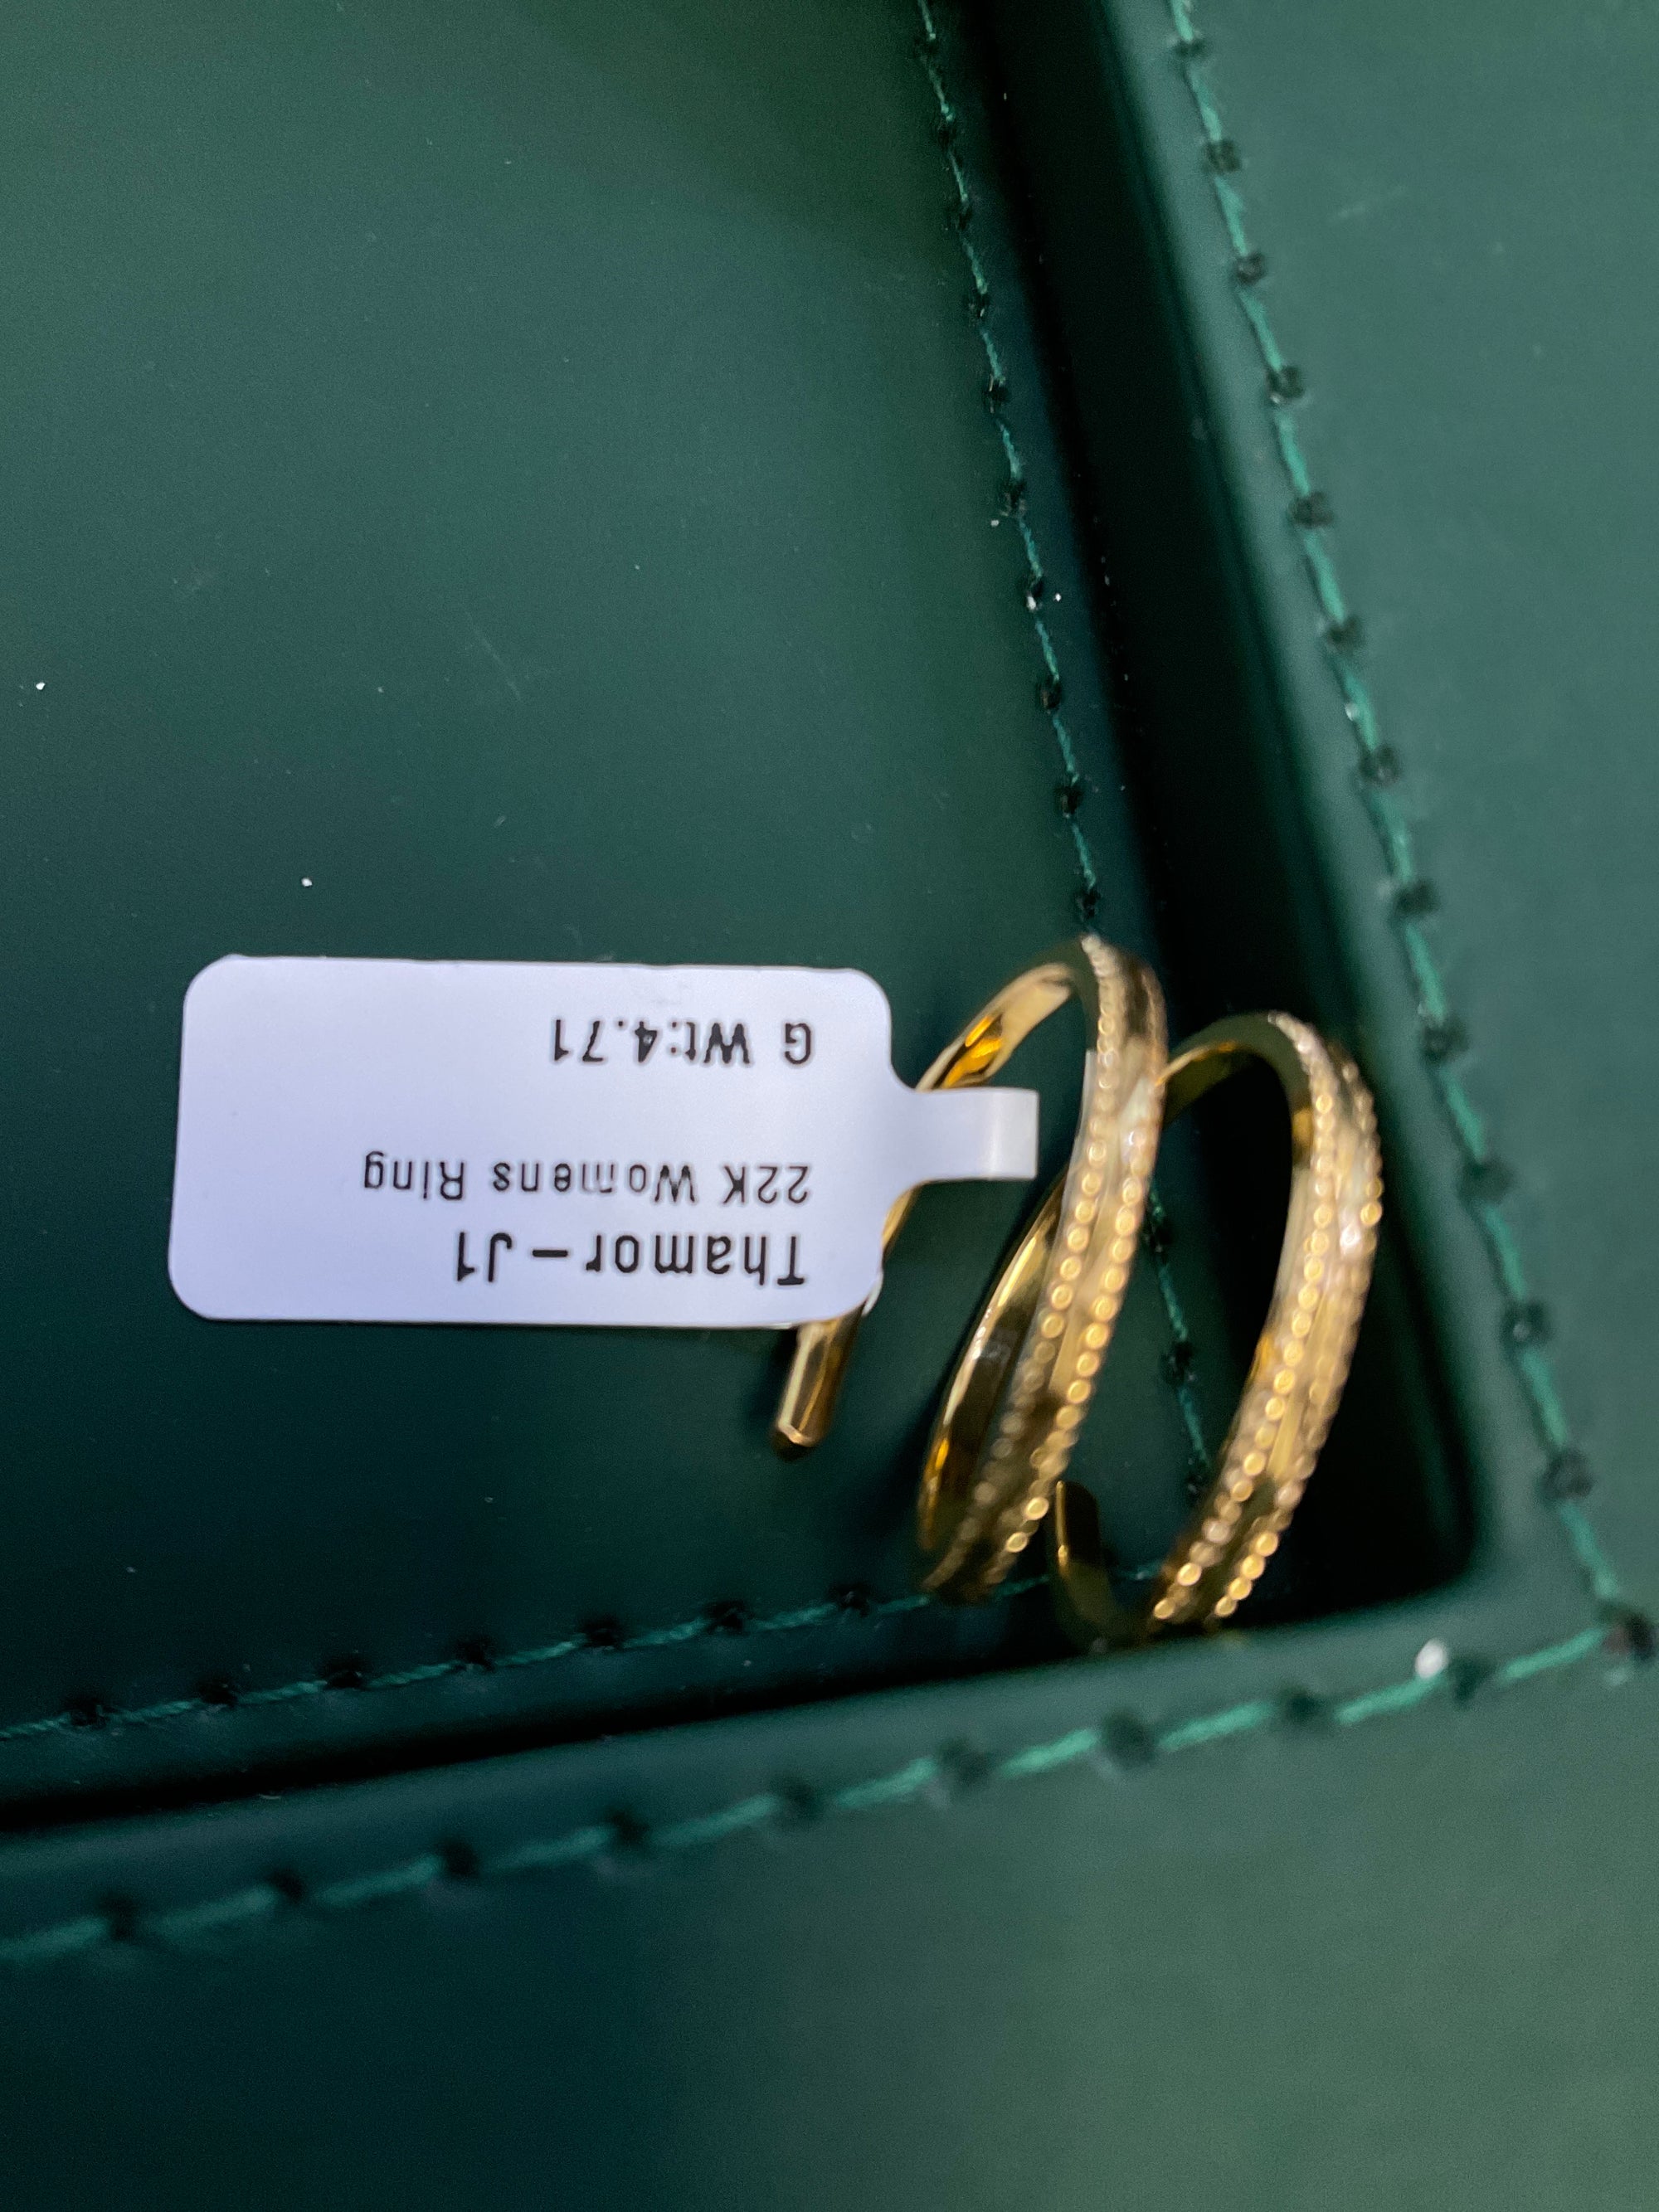 Thamor-J1
22K Womens Ring
G Wt:4.71